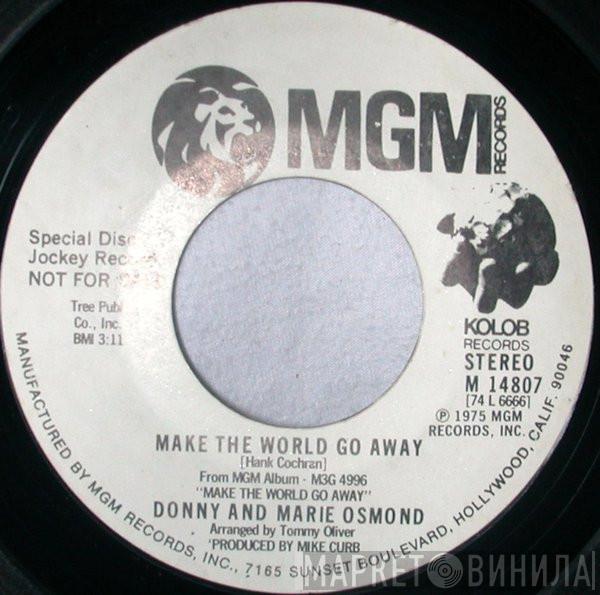 MGM
RECORDS
Special Disc
Jockey Record
NOT FOR
Tree Publ
Co., Inc.
BMI 3:11
KOLOB
RECORDS
STEREO
M 14807
[74 L 6666]
℗ 1975 MGM
RECORDS, INC.
MAKE THE WORLD GO AWAY
[Hank Cochran]
From MGM Album - M3G 4996
"MAKE THE WORLD GO AWAY"
DONNY AND MARIE OSMOND
Arranged by Tommy Oliver
'PRODUCED BY MIKE CURB
MANUFACTURED BY MGM RECORDS, INC., 7165 SUNSET BOULEVARD, HOLLYWOOD, CALIF. 90046
МАРКЕТ ВИНИЛА